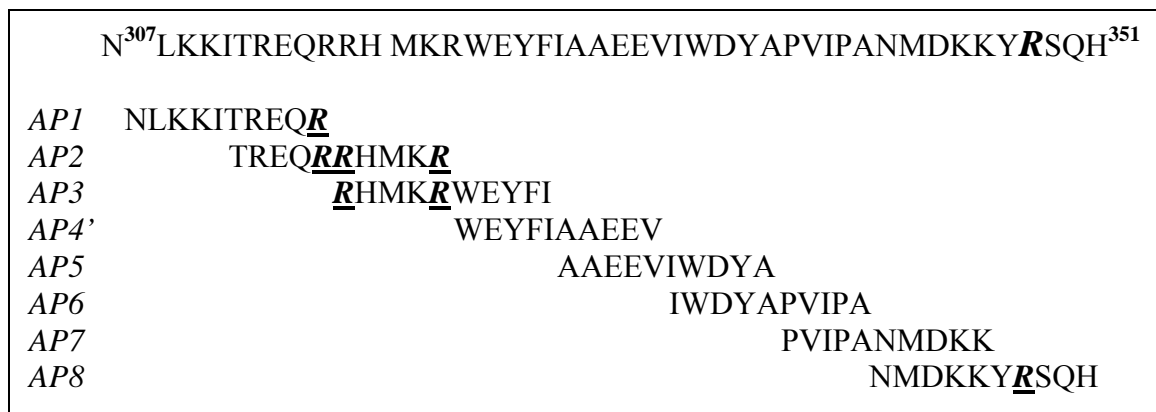 N307LKKITREQRRH MKRWEYFIAAEEVIWDYAPVIPANMDKKYRSQH351
AP1 NLKKITREQR
AP2 TREQRRHMKR
AP3 RHMKRWEYFI
AP4’ WEYFIAAEEV
AP5 AAEEVIWDYA
AP6 IWDYAPVIPA
AP7 PVIPANMDKK
AP8 NMDKKYRSQH